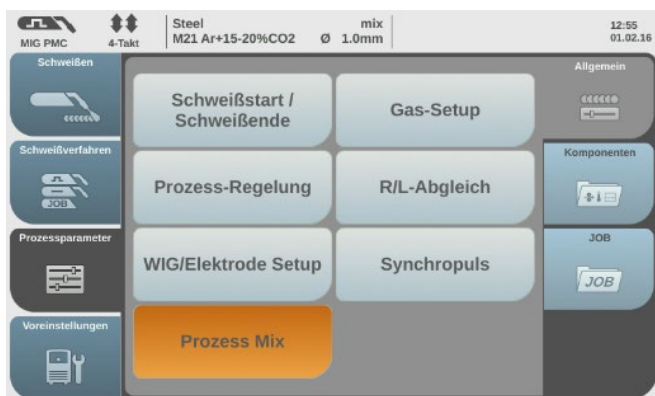 MIG PMC
4-Takt
Steel
M21 Ar+15-20%CO2
mix
Ø 1.0mm
12:55
01.02.16
Schweißen
Schweißverfahren
JOB
Prozessparameter
Voreinstellungen
Schweißstart /
Schweißende
Gas-Setup
Prozess-Regelung
R/L-Abgleich
WIG/Elektrode Setup
Synchropuls
Prozess Mix
Allgemein
Komponenten
JOB
JOB